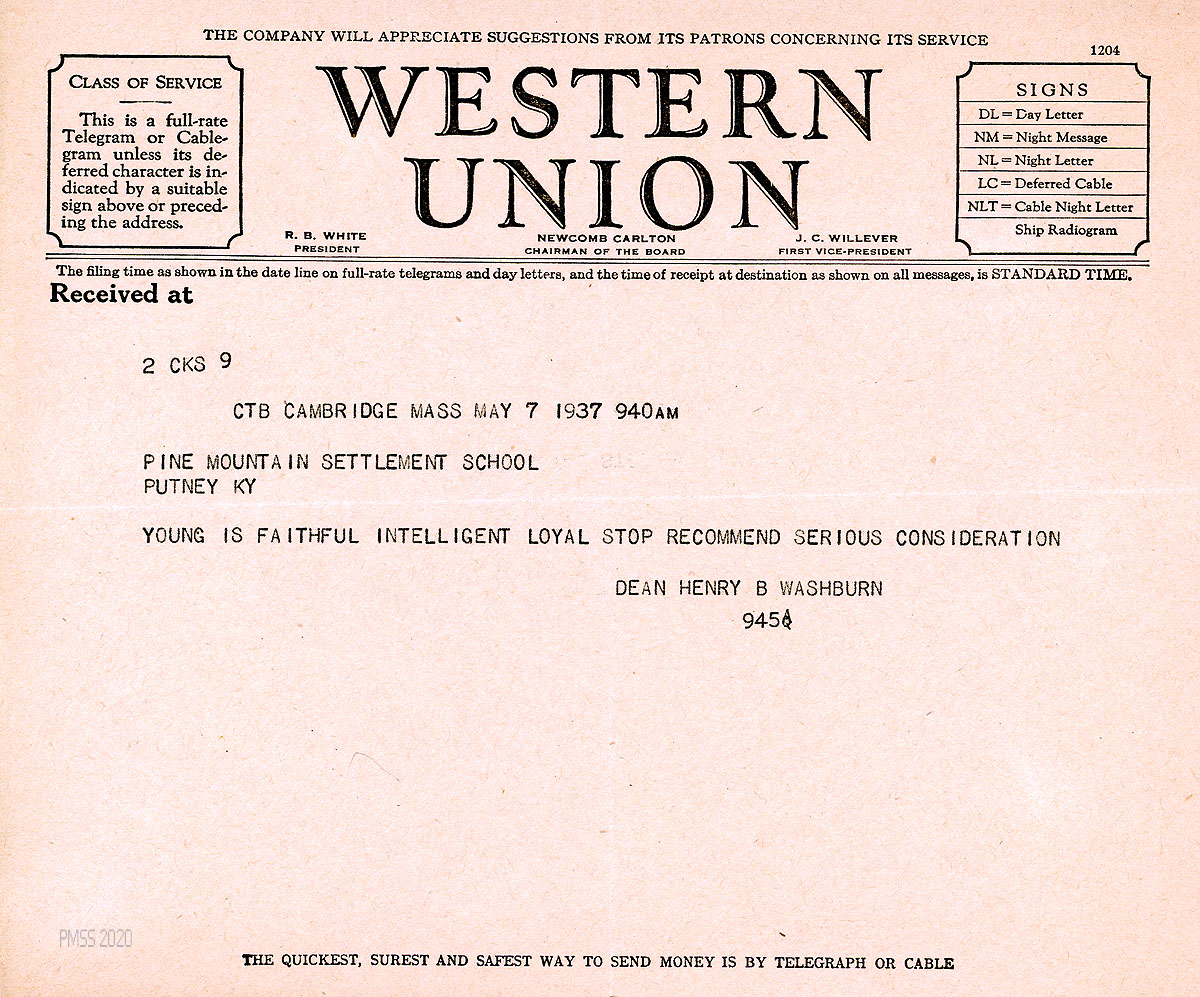 THE COMPANY WILL APPRECIATE SUGGESTIONS FROM ITS PATRONS CONCERNING ITS SERVICE
1204
CLASS OF SERVICE
This is a full-rate
Telegram or Cable-
gram unless its de-
ferred character is in-
dicated by a suitable
sign above or preced-
ing the address.
WESTERN
UNION
R. B. WHITE
PRESIDENT
NEWCOMB CARLTON
CHAIRMAN OF THE BOARD
J. C. WILLEVER
FIRST VICE-PRESIDENT
SIGNS
DL = Day Letter
NM = Night Message
NL = Night Letter
LC = Deferred Cable
NLT = Cable Night Letter
Ship Radiogram
The filing time as shown in the date line on full-rate telegrams and day letters, and the time of receipt at destination as shown on all messages, is STANDARD TIME.
Received at
2 CKS 9
CTB CAMBRIDGE MASS MAY 7 1937 940AM
PINE MOUNTAIN SETTLEMENT SCHOOL
PUTNEY KY
YOUNG IS FAITHFUL INTELLIGENT LOYAL STOP RECOMMEND SERIOUS CONSIDERATION
DEAN HENRY B WASHBURN
945A
PMSS 2020
THE QUICKEST, SUREST AND SAFEST WAY TO SEND MONEY IS BY TELEGRAPH OR CABLE